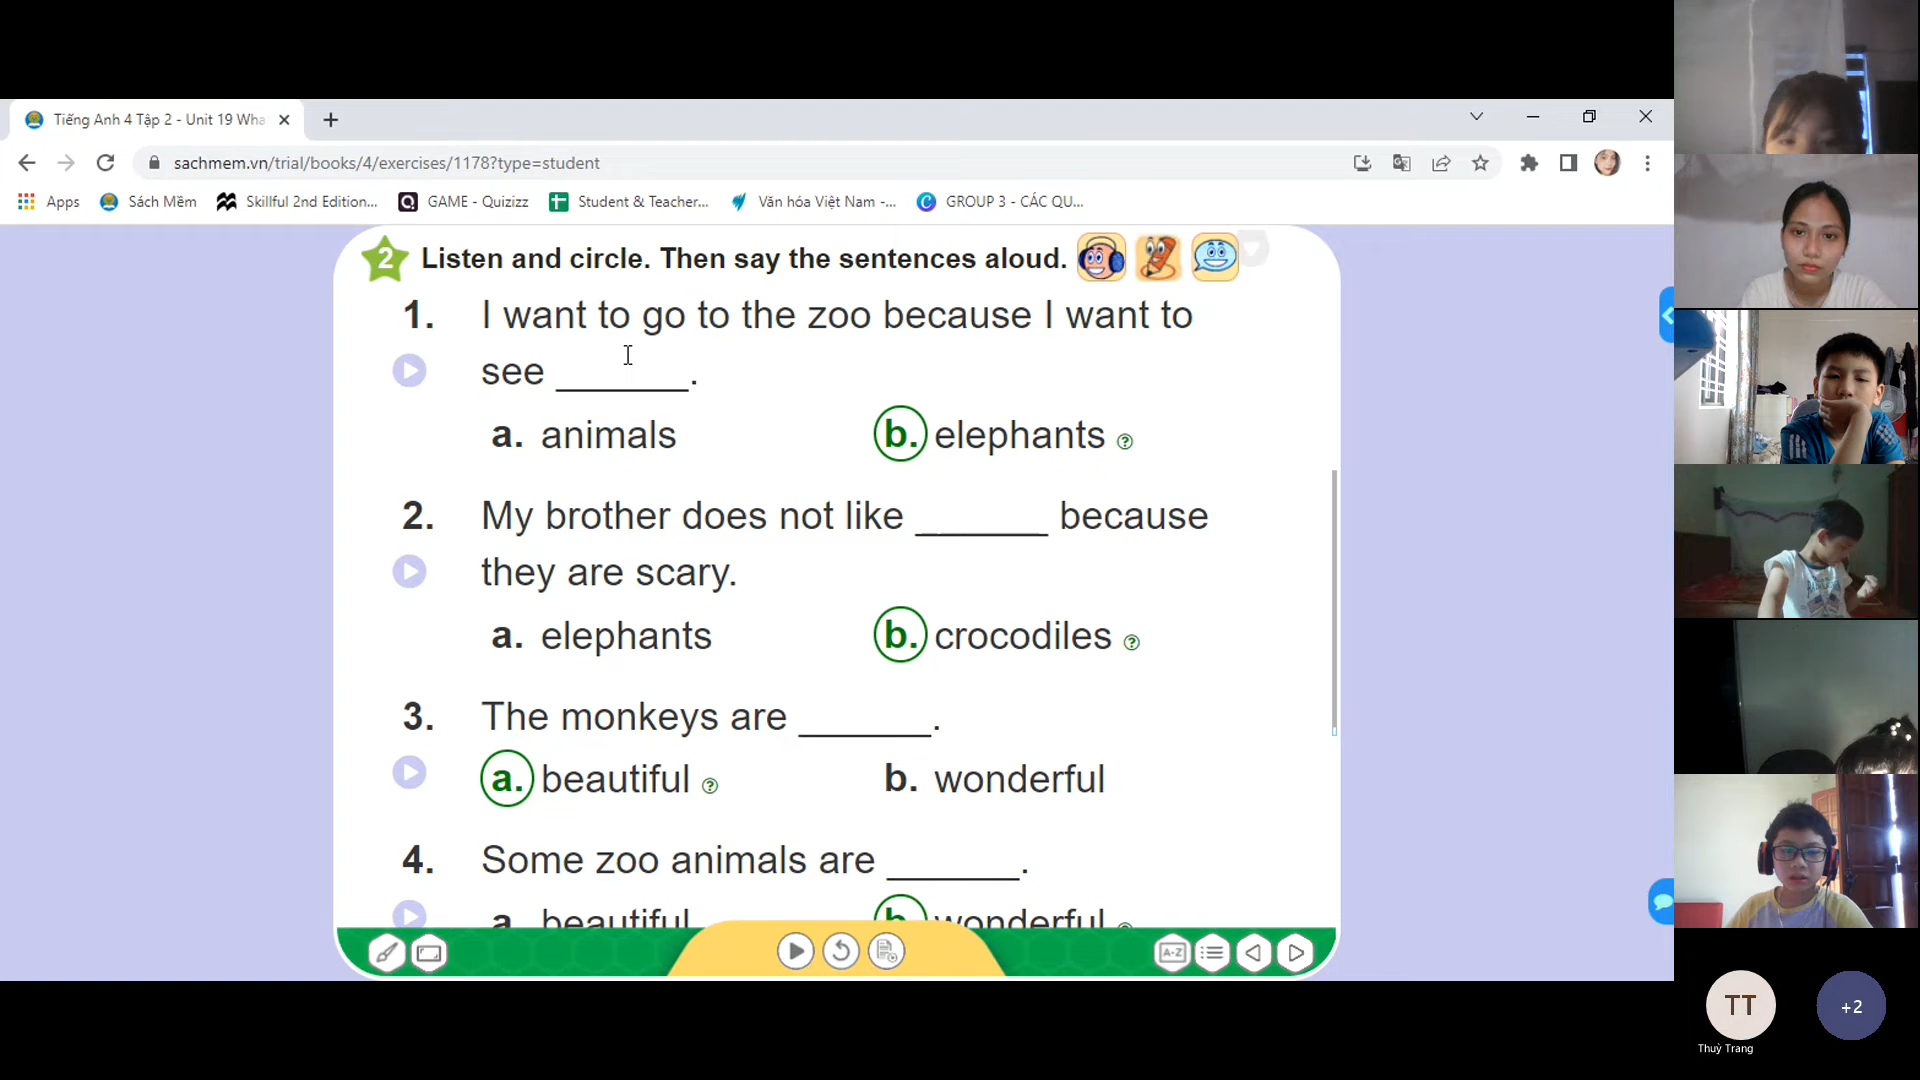 Tiếng Anh 4 Tập 2 - Unit 19 Wha
sachmem.vn/trial/books/4/exercises/1178?type=student
Apps Sách Mềm Skillful 2nd Edition... GAME - Quizizz Student & Teacher... Văn hóa Việt Nam -... GROUP 3 - CÁC QU...
2 Listen and circle. Then say the sentences aloud.
1. I want to go to the zoo because I want to
see ______.
a. animals b. elephants ?
2. My brother does not like ______ because
they are scary.
a. elephants b. crocodiles ?
3. The monkeys are ______.
a. beautiful ? b. wonderful
4. Some zoo animals are ______.
a. beautiful b. wonderful ?
A-Z
TT +2
Thuỳ Trang